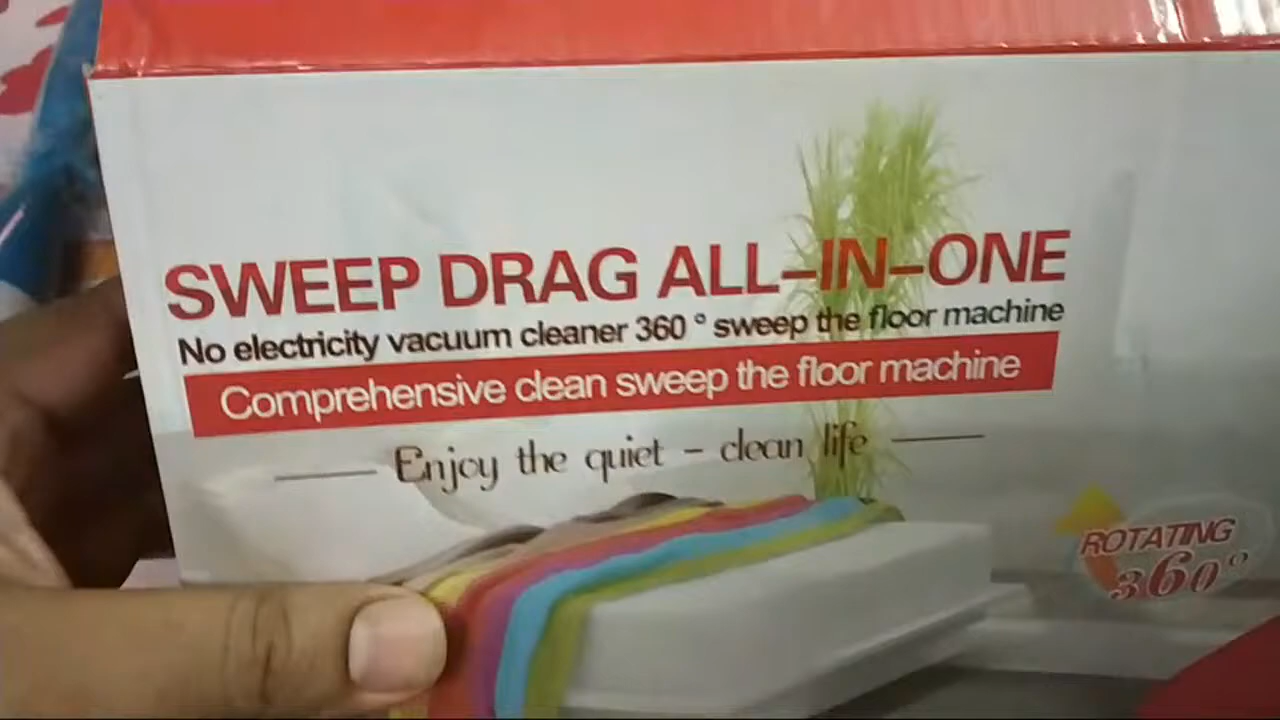 SWEEP DRAG ALL-IN-ONE
No electricity vacuum cleaner 360° sweep the floor machine
Comprehensive clean sweep the floor machine
Enjoy the quiet - clean life
ROTATING
360°